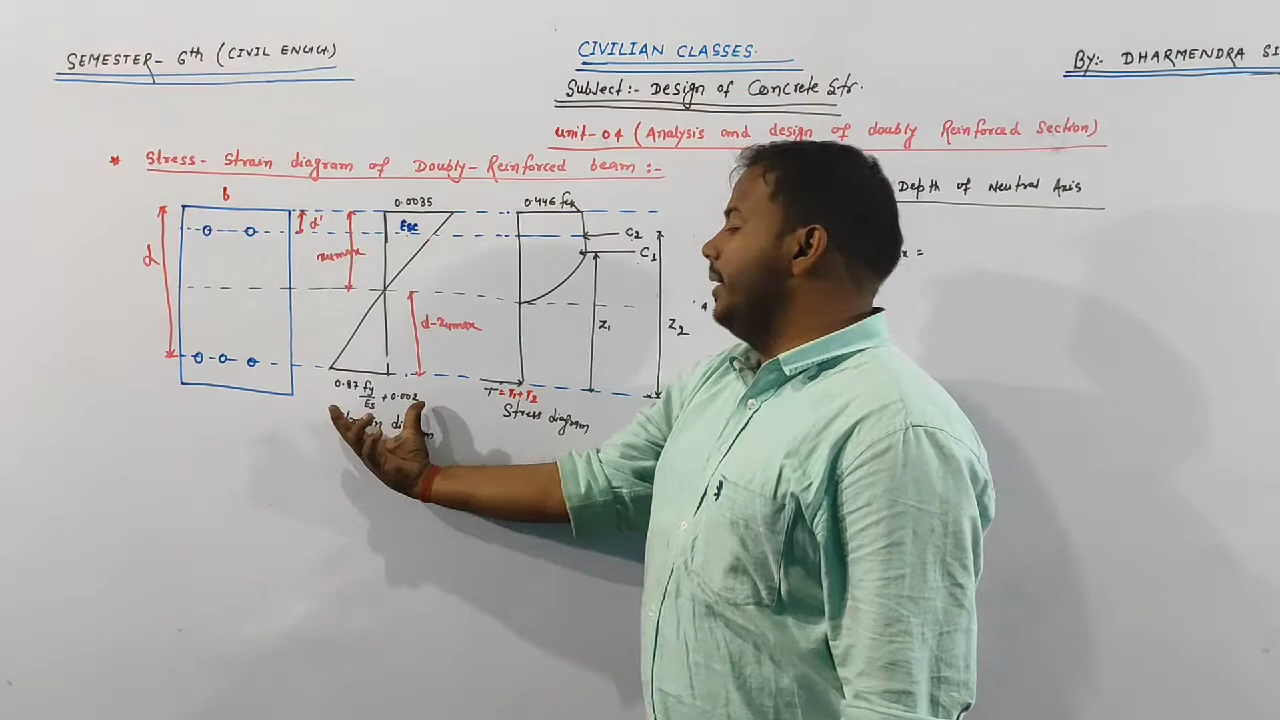 SEMESTER- 6th (CIVIL ENGG.)
CIVILIAN CLASSES.
BY:- DHARMENDRA SI
Subject:- Design of Concrete Str.
Unit-04 (Analysis and design of doubly Reinforced Section)
* Stress-Strain diagram of Doubly-Reinforced beam:-
Depth of Neutral Axis
b
0.0035
0.446 fck
d'
Esc
C2
xumax
C1
d
x =
d-xumax
Z1
Z2
0.87 fy/Es + 0.002
T = T1+T2
Stress diagram